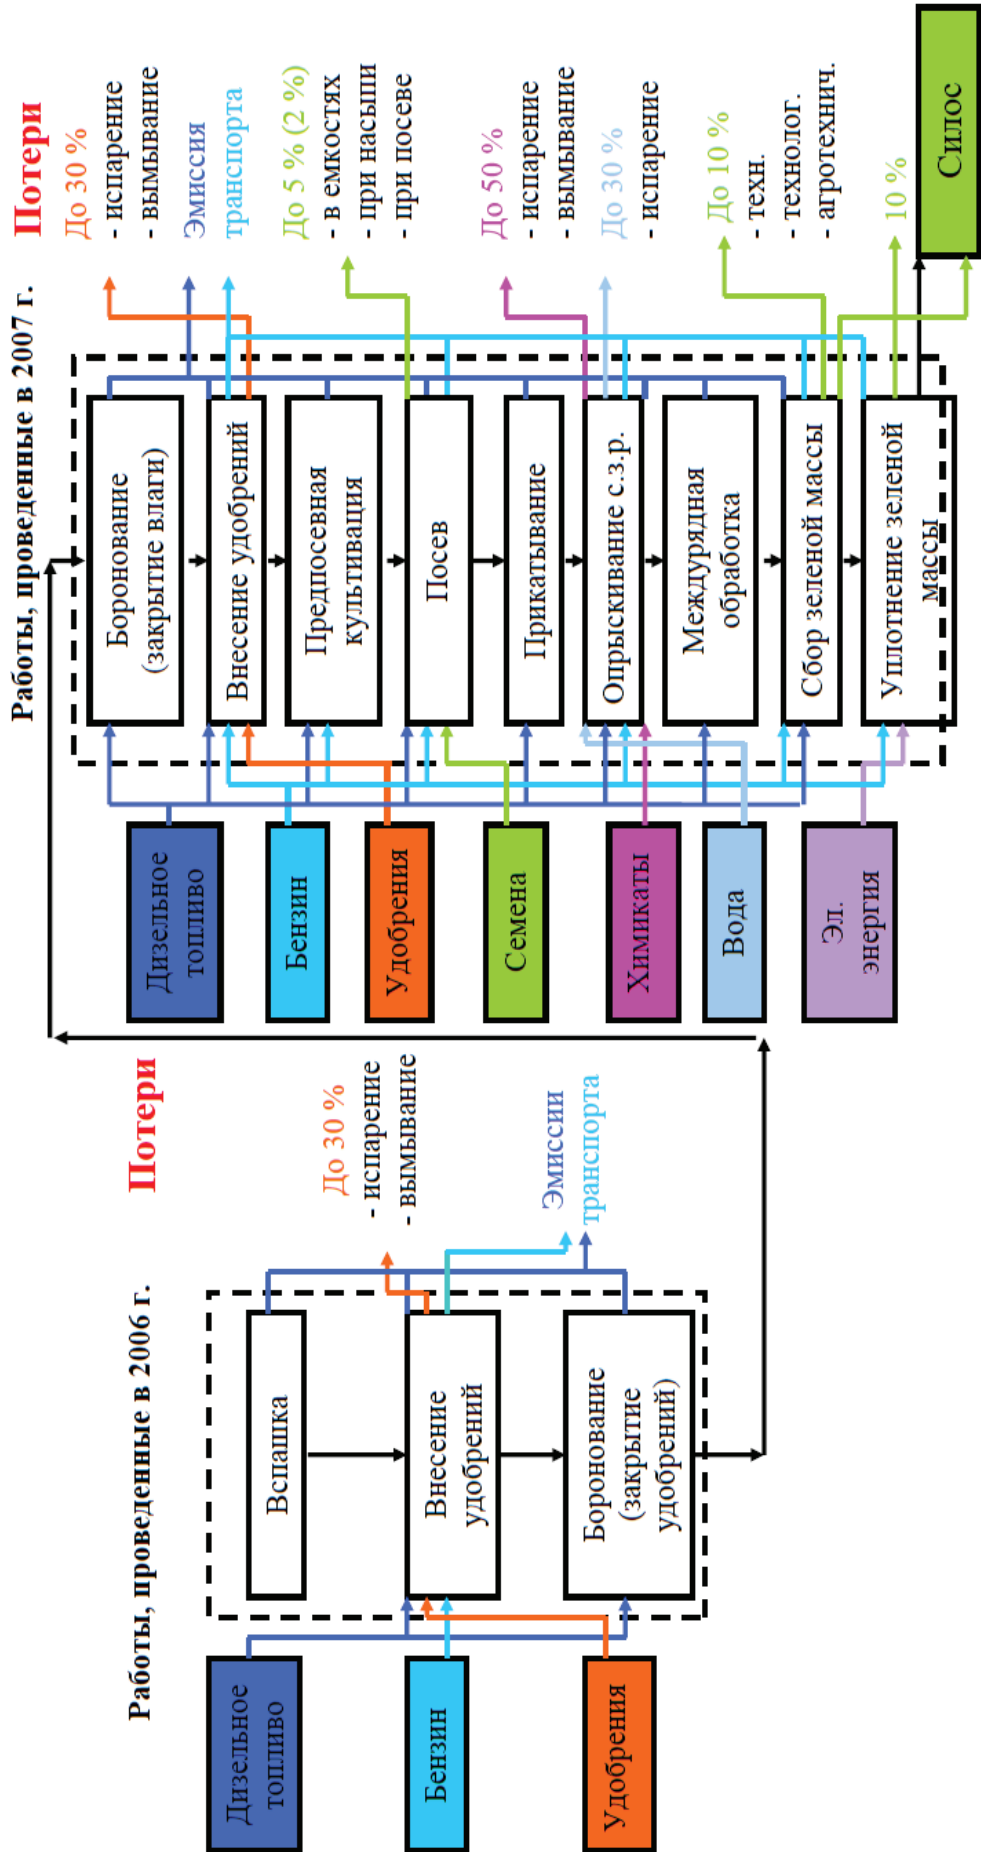 Работы, проведенные в 2006 г.
Потери
Дизельное
топливо
Бензин
Удобрения
Вспашка
Внесение
удобрений
Боронование
(закрытие
удобрений)
До 30 %
- испарение
- вымывание
Эмиссии
транспорта
Работы, проведенные в 2007 г.
Потери
Дизельное
топливо
Бензин
Удобрения
Семена
Химикаты
Вода
Эл.
энергия
Боронование
(закрытие влаги)
Внесение удобрений
Предпосевная
культивация
Посев
Прикатывание
Опрыскивание с.з.р.
Междурядная
обработка
Сбор зеленой массы
Уплотнение зеленой
массы
До 30 %
- испарение
- вымывание
Эмиссия
транспорта
До 5 % (2 %)
- в емкостях
- при насыпи
- при посеве
До 50 %
- испарение
- вымывание
До 30 %
- испарение
До 10 %
- техн.
- технолог.
- агротехнич.
10 %
Силос